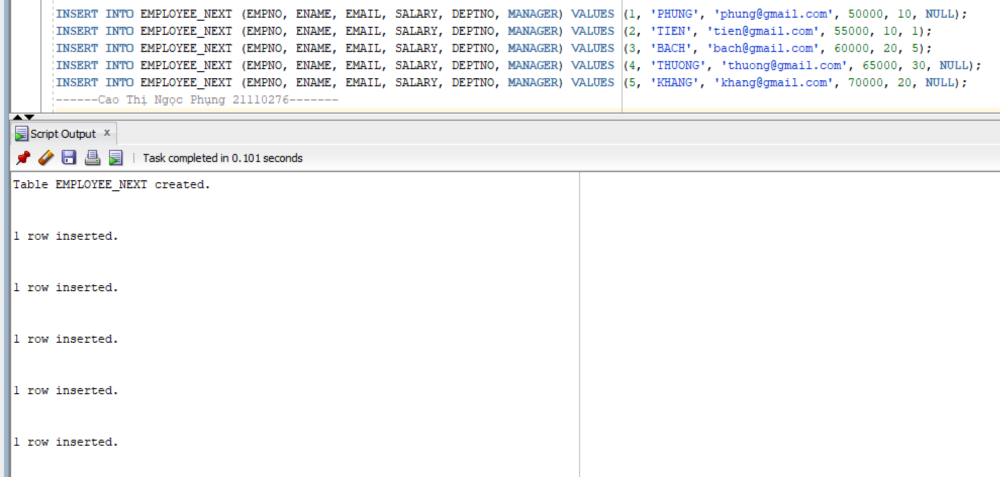 INSERT INTO EMPLOYEE_NEXT (EMPNO, ENAME, EMAIL, SALARY, DEPTNO, MANAGER) VALUES (1, 'PHUNG', 'phung@gmail.com', 50000, 10, NULL);
INSERT INTO EMPLOYEE_NEXT (EMPNO, ENAME, EMAIL, SALARY, DEPTNO, MANAGER) VALUES (2, 'TIEN', 'tien@gmail.com', 55000, 10, 1);
INSERT INTO EMPLOYEE_NEXT (EMPNO, ENAME, EMAIL, SALARY, DEPTNO, MANAGER) VALUES (3, 'BACH', 'bach@gmail.com', 60000, 20, 5);
INSERT INTO EMPLOYEE_NEXT (EMPNO, ENAME, EMAIL, SALARY, DEPTNO, MANAGER) VALUES (4, 'THUONG', 'thuong@gmail.com', 65000, 30, NULL);
INSERT INTO EMPLOYEE_NEXT (EMPNO, ENAME, EMAIL, SALARY, DEPTNO, MANAGER) VALUES (5, 'KHANG', 'khang@gmail.com', 70000, 20, NULL);
------Cao Thị Ngọc Phụng 21110276-------
Script Output x
Task completed in 0.101 seconds
Table EMPLOYEE_NEXT created.
1 row inserted.
1 row inserted.
1 row inserted.
1 row inserted.
1 row inserted.